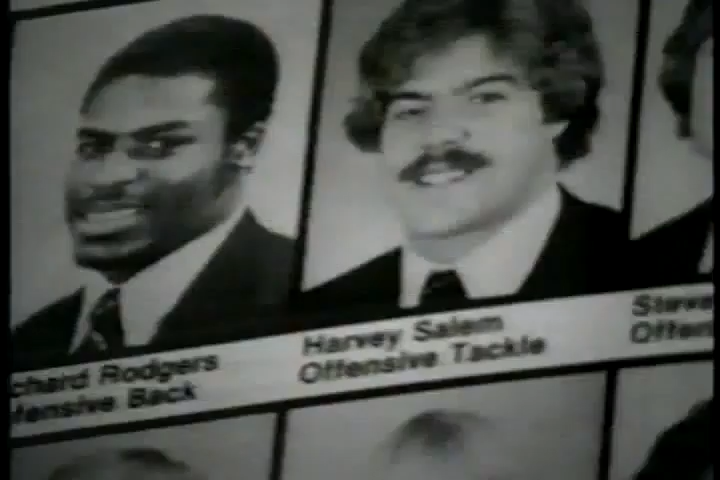 chard Rodgers
fensive Back
Harvey Salem
Offensive Tackle
Steve
Offen